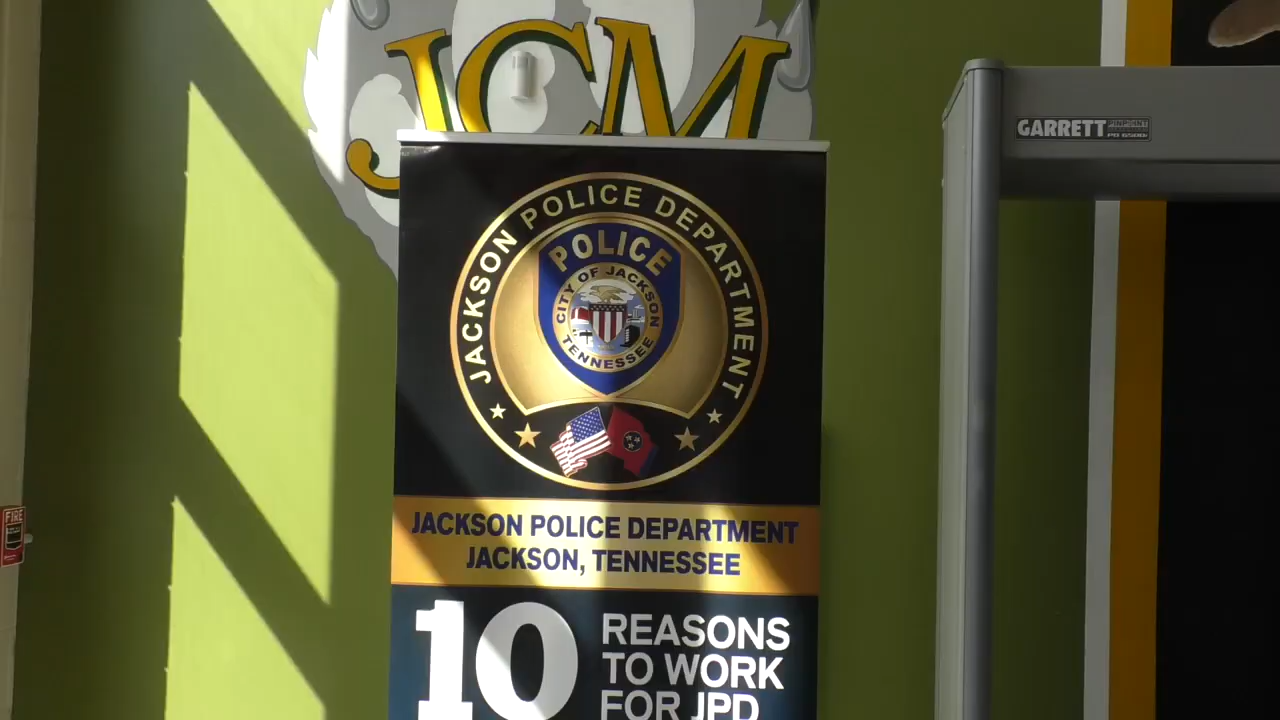 JCM
GARRETT
JACKSON POLICE DEPARTMENT
POLICE
CITY OF JACKSON
TENNESSEE
JACKSON POLICE DEPARTMENT
JACKSON, TENNESSEE
10 REASONS
TO WORK
FOR JPD
FIRE